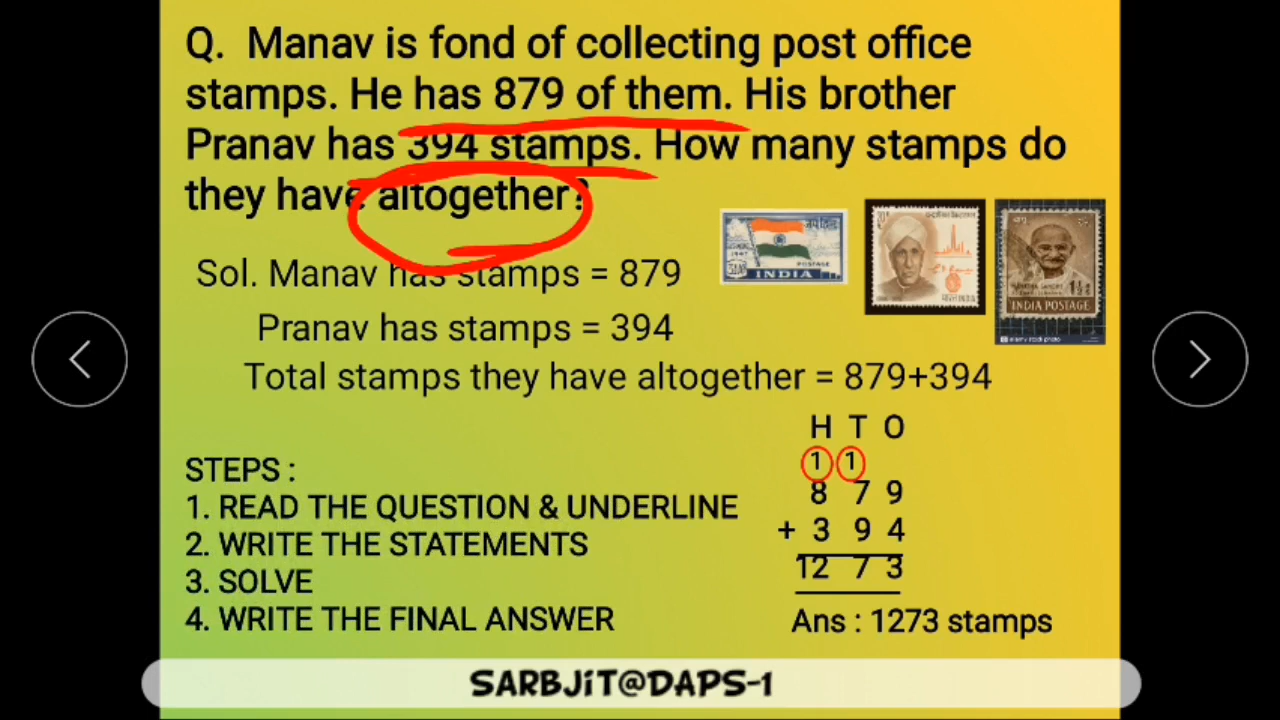 Q. Manav is fond of collecting post office
stamps. He has 879 of them. His brother
Pranav has 394 stamps. How many stamps do
they have altogether?
Sol. Manav has stamps = 879
Pranav has stamps = 394
Total stamps they have altogether = 879+394
POSTAGE
INDIA
INDIA POSTAGE
H T O
1 1
8 7 9
+ 3 9 4
12 7 3
Ans : 1273 stamps
STEPS :
1. READ THE QUESTION & UNDERLINE
2. WRITE THE STATEMENTS
3. SOLVE
4. WRITE THE FINAL ANSWER
SARBJiT@DAPS-1